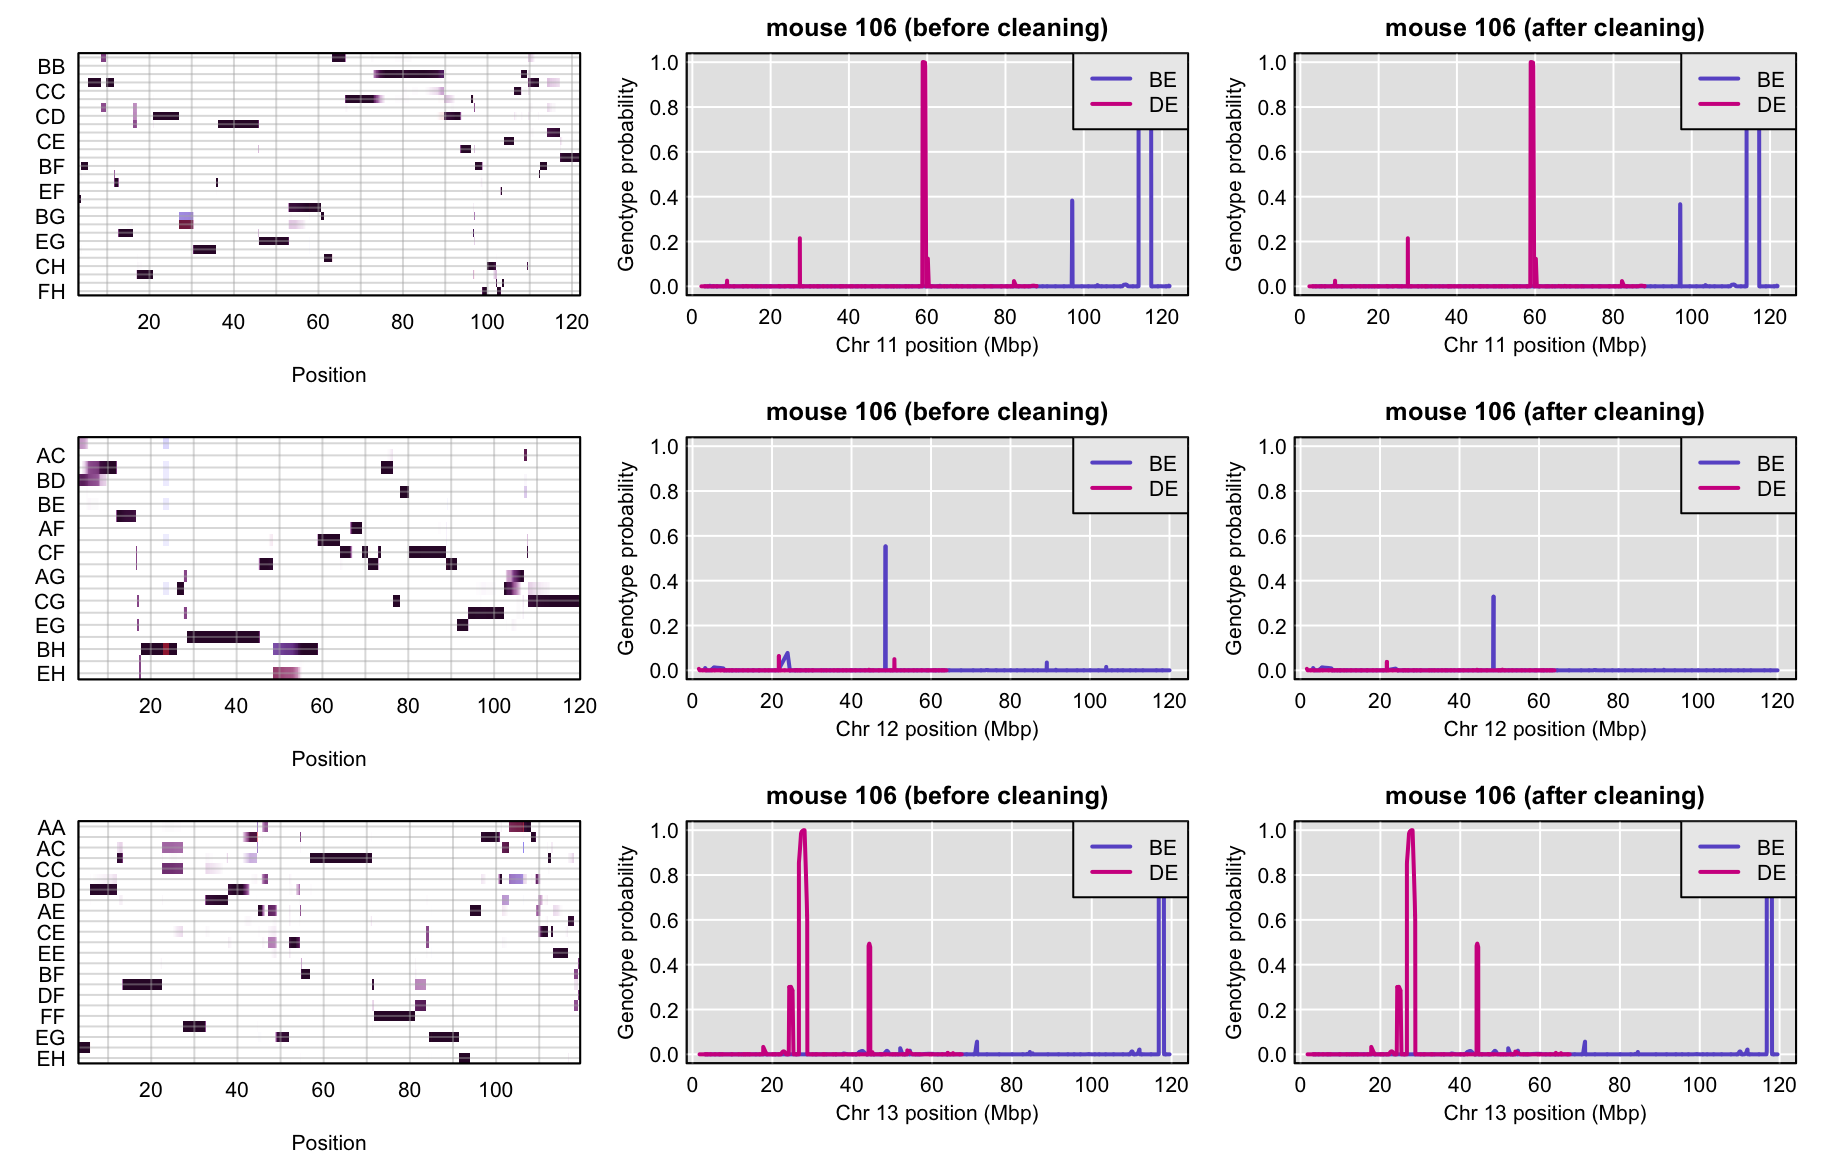 BB
CC
CD
CE
BF
EF
BG
EG
CH
FH
20 40 60 80 100 120
Position
mouse 106 (before cleaning)
Genotype probability
1.0
0.8
0.6
0.4
0.2
0.0
BE
DE
0 20 40 60 80 100 120
Chr 11 position (Mbp)
mouse 106 (after cleaning)
Genotype probability
1.0
0.8
0.6
0.4
0.2
0.0
BE
DE
0 20 40 60 80 100 120
Chr 11 position (Mbp)
AC
BD
BE
AF
CF
AG
CG
EG
BH
EH
20 40 60 80 100 120
Position
mouse 106 (before cleaning)
Genotype probability
1.0
0.8
0.6
0.4
0.2
0.0
BE
DE
0 20 40 60 80 100 120
Chr 12 position (Mbp)
mouse 106 (after cleaning)
Genotype probability
1.0
0.8
0.6
0.4
0.2
0.0
BE
DE
0 20 40 60 80 100 120
Chr 12 position (Mbp)
AA
AC
CC
BD
AE
CE
EE
BF
DF
FF
EG
EH
20 40 60 80 100
Position
mouse 106 (before cleaning)
Genotype probability
1.0
0.8
0.6
0.4
0.2
0.0
BE
DE
0 20 40 60 80 100 120
Chr 13 position (Mbp)
mouse 106 (after cleaning)
Genotype probability
1.0
0.8
0.6
0.4
0.2
0.0
BE
DE
0 20 40 60 80 100 120
Chr 13 position (Mbp)